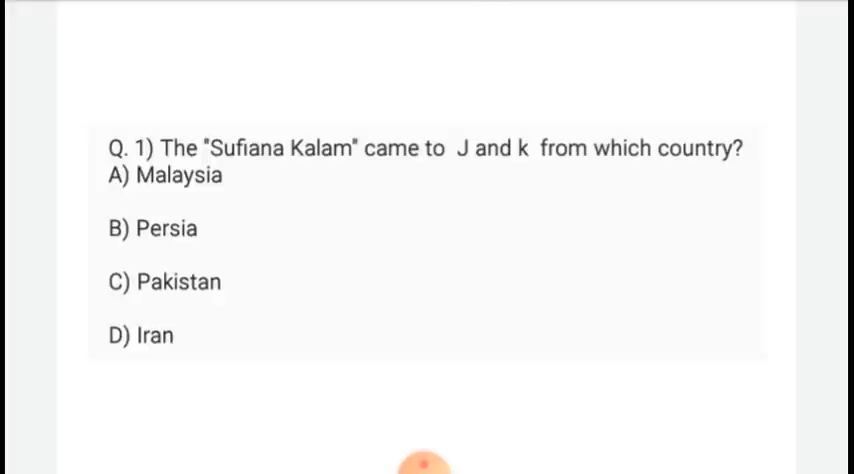 Q. 1) The "Sufiana Kalam" came to J and k from which country?
A) Malaysia
B) Persia
C) Pakistan
D) Iran